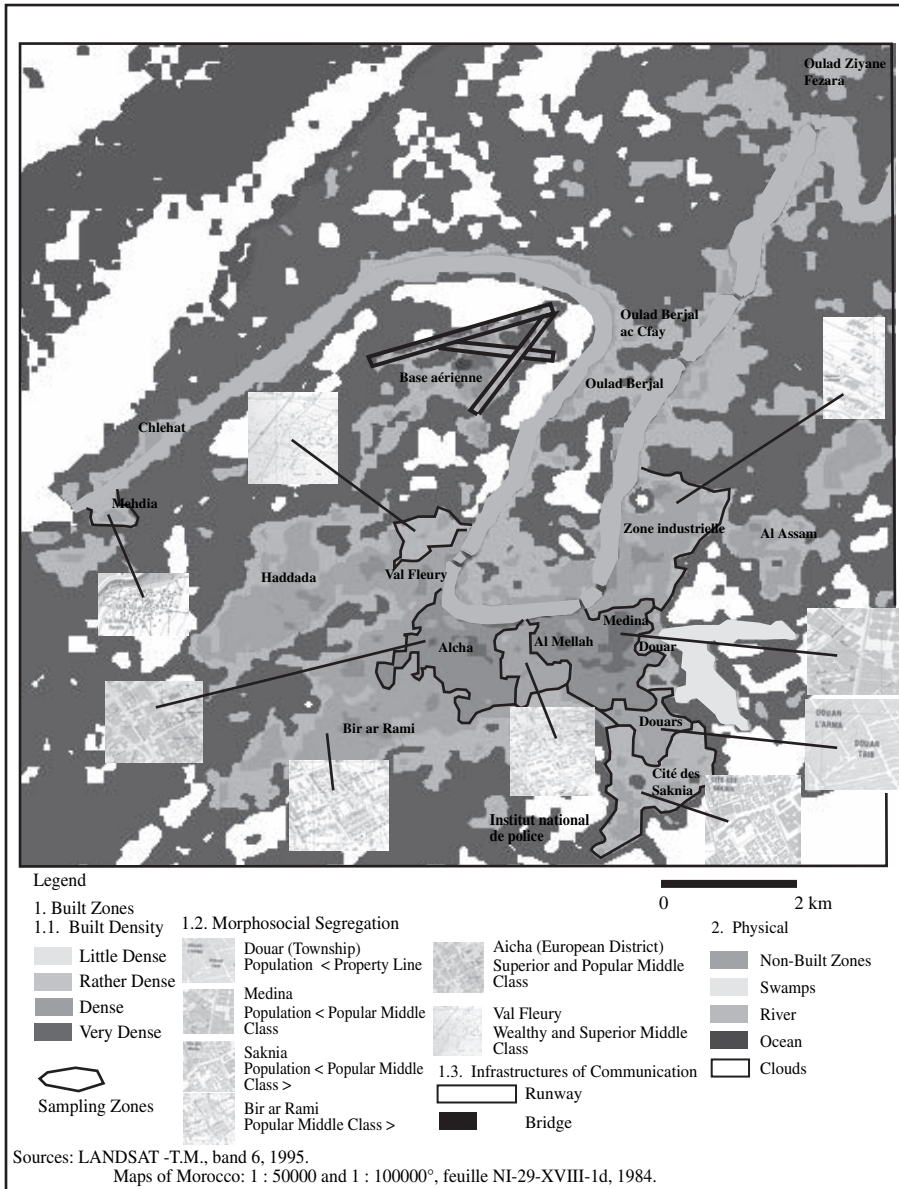 Oulad Ziyane
Fezara
Oulad Berjal
ac Cfay
Base aérienne
Oulad Berjal
Chlehat
Mehdia
Zone industrielle
Al Assam
Haddada
Val Fleury
Medina
Alcha
Al Mellah
Douar
DOUAR
L'ARMA
DOUAR
Bir ar Rami
Douars
Cité des
Saknia
Institut national
de police
Legend
0 2 km
1. Built Zones
1.1. Built Density
Little Dense
Rather Dense
Dense
Very Dense
Sampling Zones
1.2. Morphosocial Segregation
Douar (Township)
Population < Property Line
Medina
Population < Popular Middle
Class
Saknia
Population < Popular Middle
Class >
Bir ar Rami
Popular Middle Class >
Aicha (European District)
Superior and Popular Middle
Class
Val Fleury
Wealthy and Superior Middle
Class
1.3. Infrastructures of Communication
Runway
Bridge
2. Physical
Non-Built Zones
Swamps
River
Ocean
Clouds
Sources: LANDSAT -T.M., band 6, 1995.
Maps of Morocco: 1 : 50000 and 1 : 100000°, feuille NI-29-XVIII-1d, 1984.